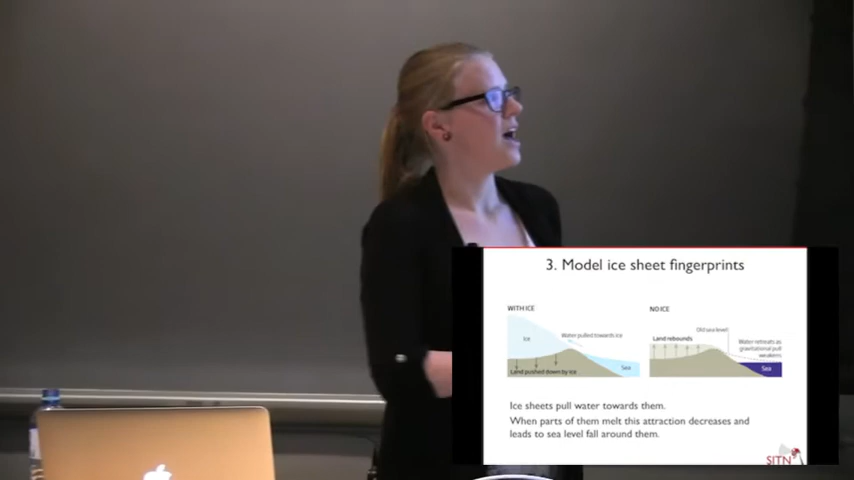 3. Model ice sheet fingerprints
WITH ICE
NO ICE
Old sea level
Ice
Water pulled towards ice
Land rebounds
Water retreats as
gravitational pull
weakens
Sea
Sea
Land pushed down by ice
Ice sheets pull water towards them.
When parts of them melt this attraction decreases and
leads to sea level fall around them.
SITN